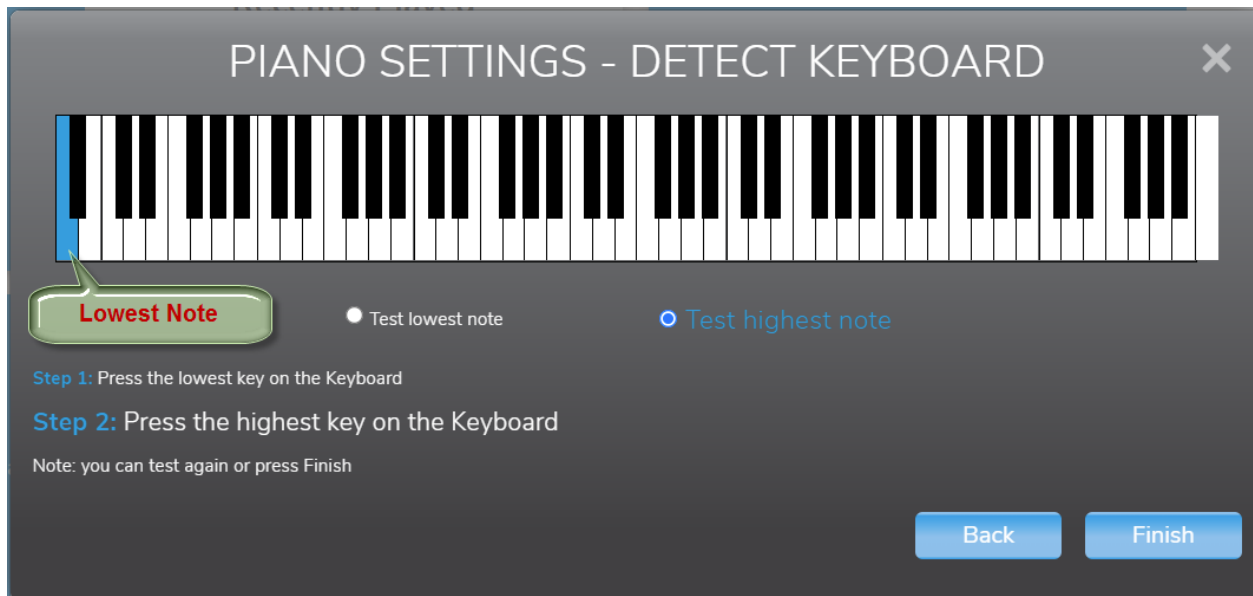 PIANO SETTINGS - DETECT KEYBOARD
Lowest Note
Test lowest note
Test highest note
Step 1: Press the lowest key on the Keyboard
Step 2: Press the highest key on the Keyboard
Note: you can test again or press Finish
Back
Finish